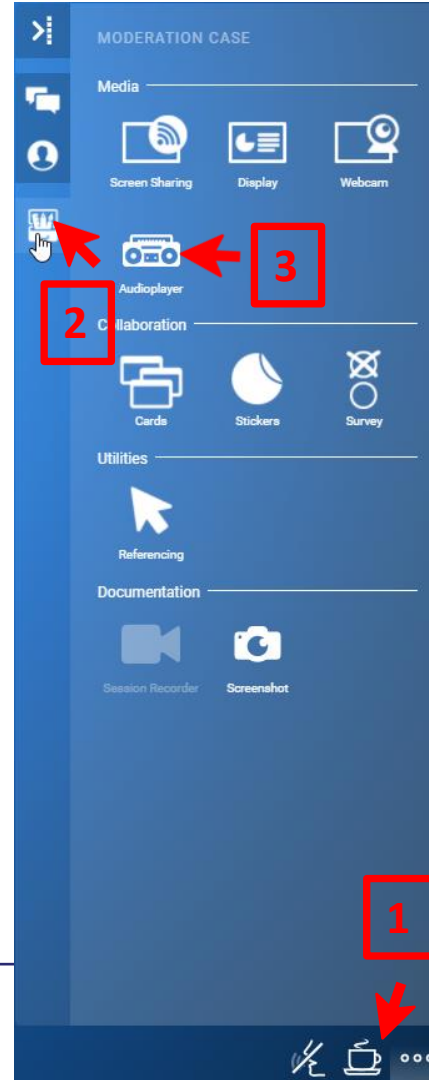 MODERATION CASE
Media
Screen Sharing Display Webcam
3
Audioplayer
2
C llaboration
Cards Stickers Survey
Utilities
Referencing
Documentation
Session Recorder Screenshot
1